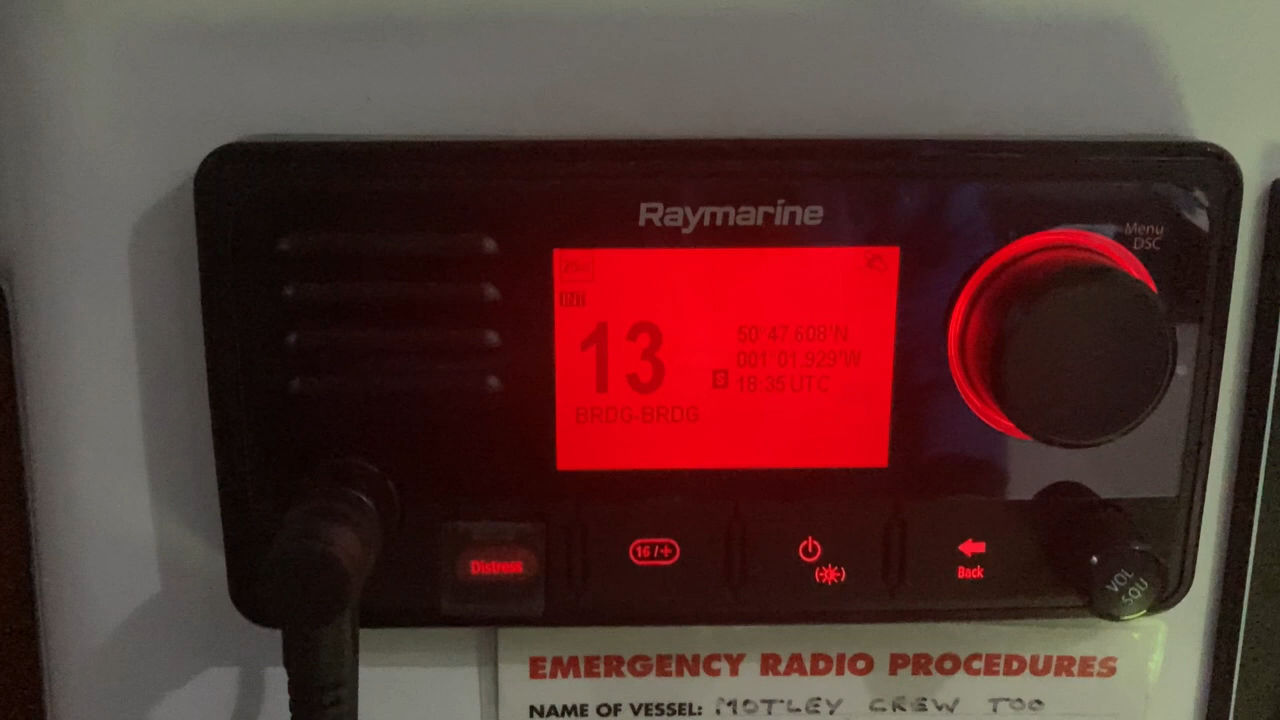 Raymarine
Menu
DSC
INT
13
50°47.608'N
001°01.929'W
S 18:35 UTC
BRDG-BRDG
Distress
16/+
Back
VOL
SQU
EMERGENCY RADIO PROCEDURES
NAME OF VESSEL: MOTLEY CREW TOO